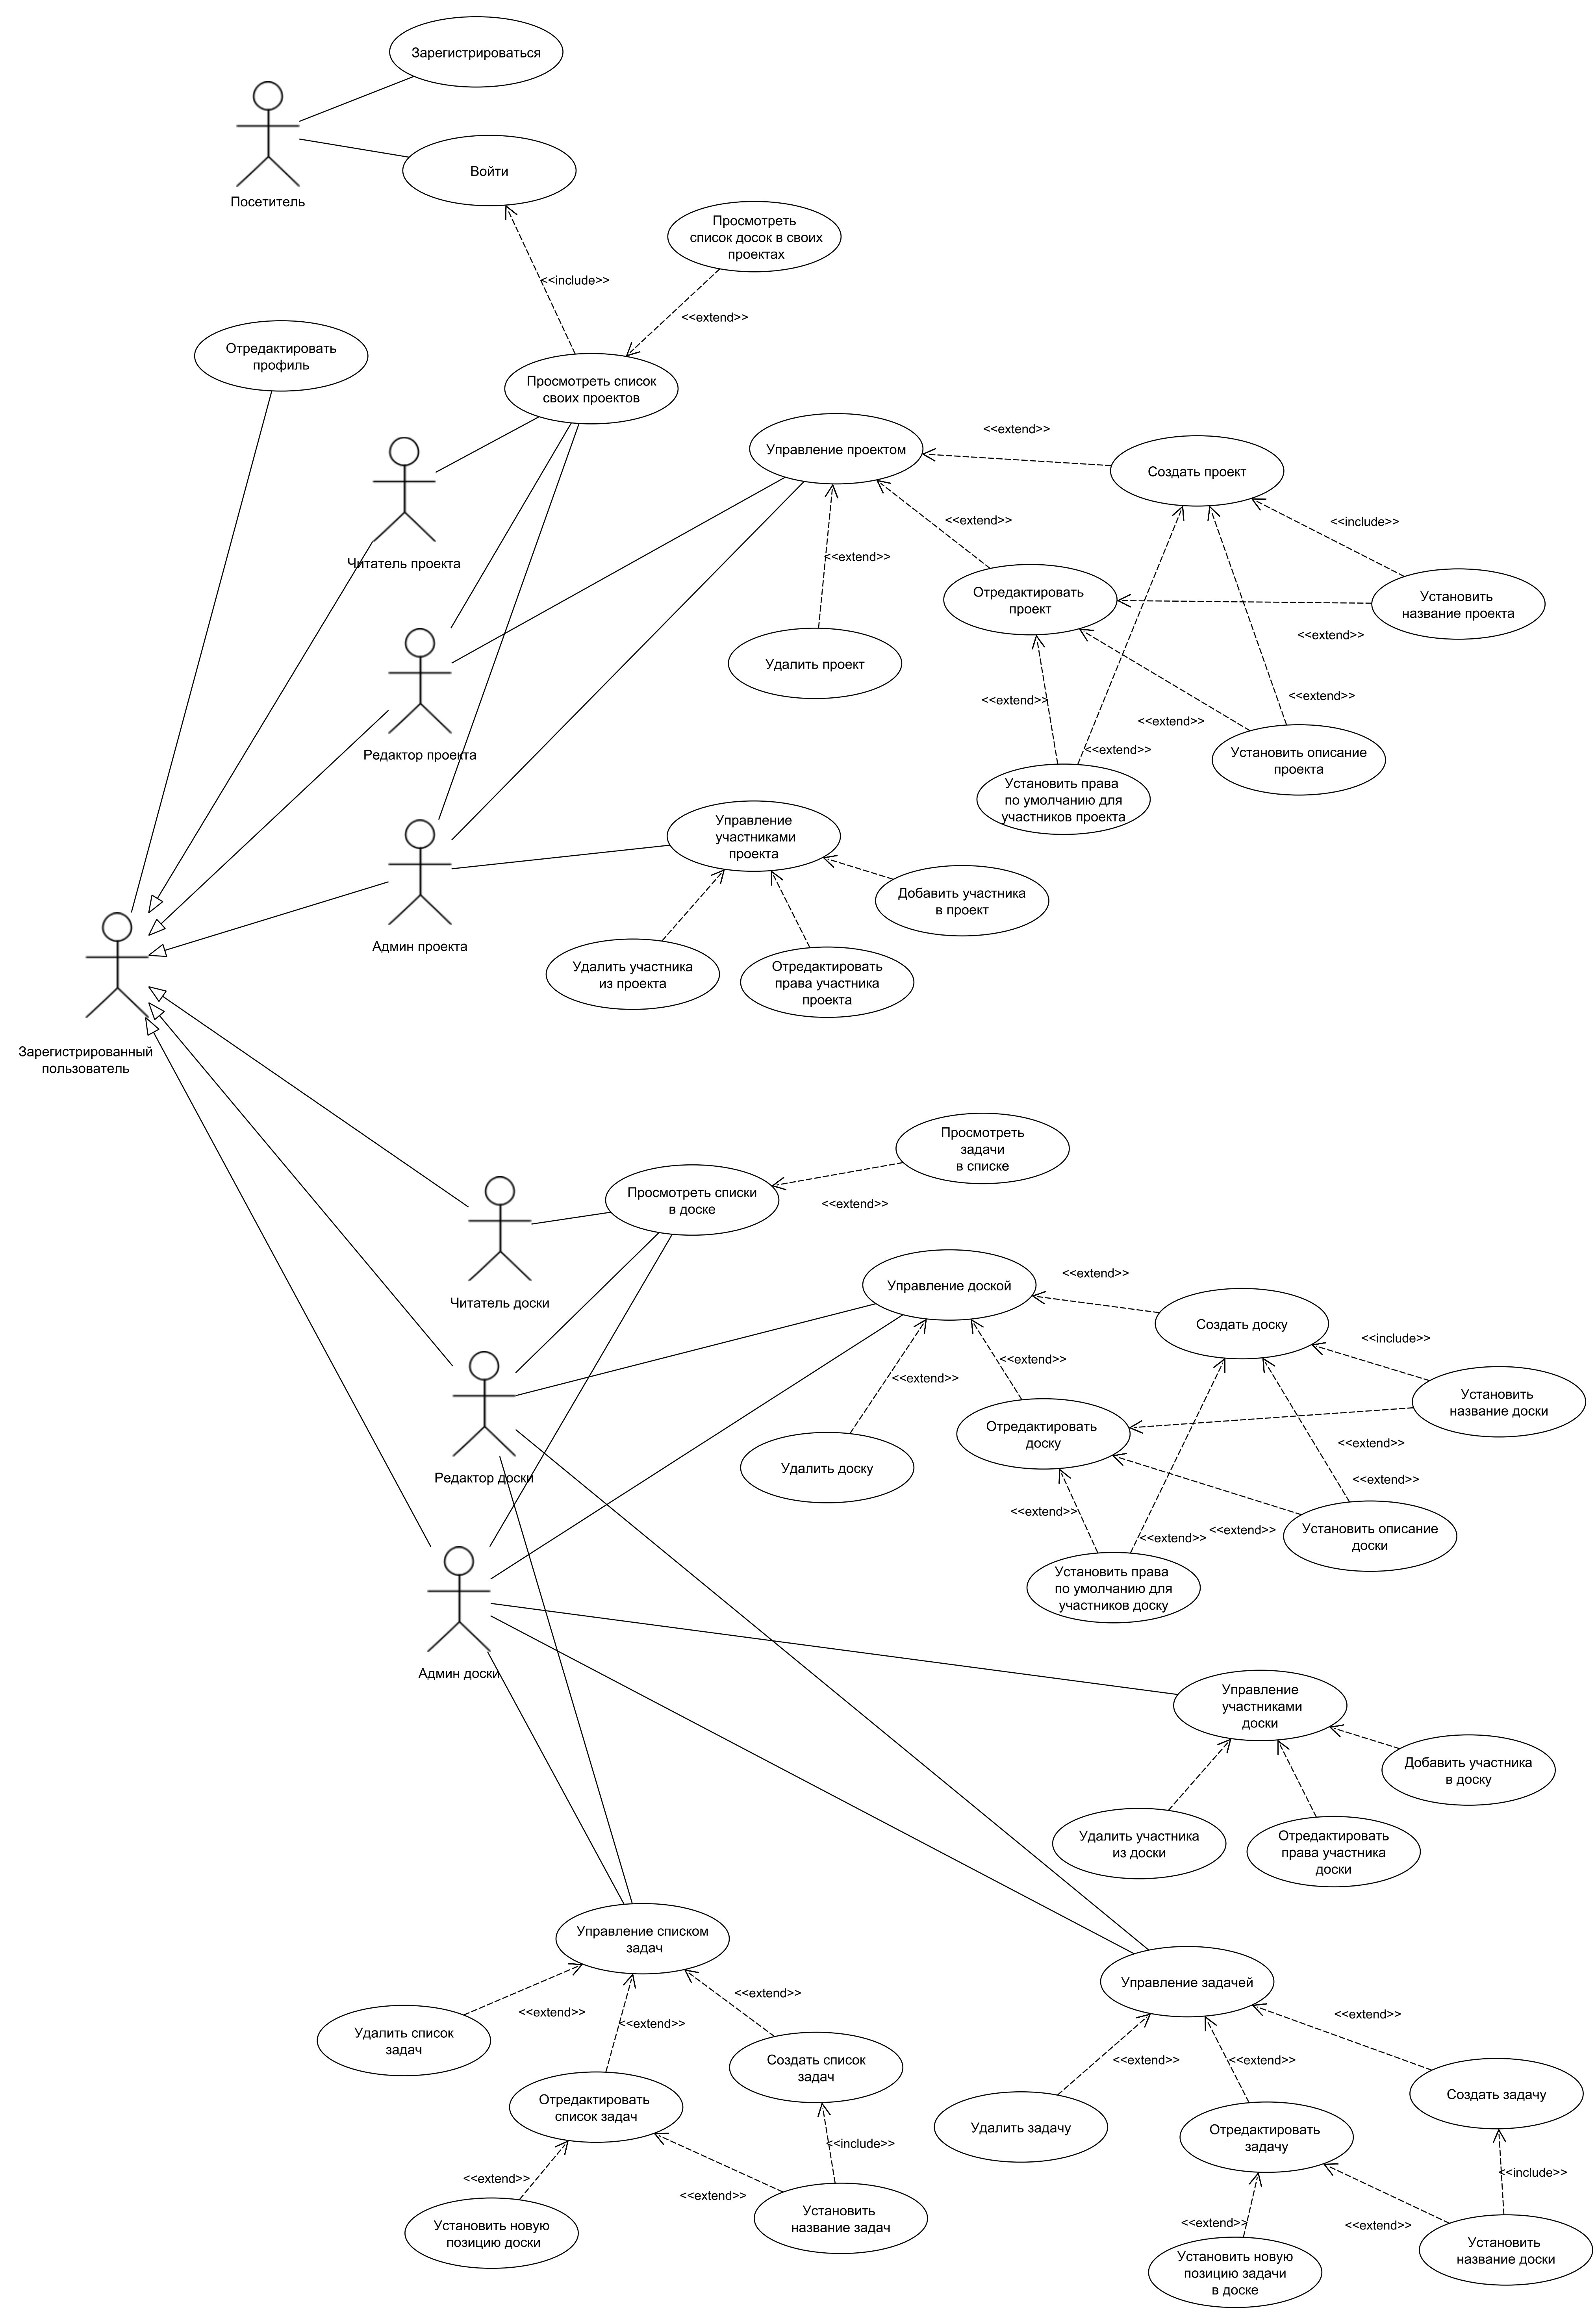 Зарегистрироваться
Войти
Посетитель
Просмотреть
список досок в своих
проектах
<<include>>
<<extend>>
Отредактировать
профиль
Просмотреть список
своих проектов
Читатель проекта
Управление проектом
<<extend>>
Создать проект
<<extend>>
<<include>>
<<extend>>
Отредактировать
проект
Установить
название проекта
<<extend>>
Удалить проект
<<extend>>
<<extend>>
<<extend>>
<<extend>>
Редактор проекта
Установить описание
проекта
Установить права
по умолчанию для
участников проекта
Управление
участниками
проекта
Добавить участника
в проект
Админ проекта
Удалить участника
из проекта
Отредактировать
права участника
проекта
Зарегистрированный
пользователь
Просмотреть
задачи
в списке
Просмотреть списки
в доске
<<extend>>
Читатель доски
Управление доской
<<extend>>
Создать доску
<<include>>
<<extend>>
<<extend>>
Установить
название доски
Отредактировать
доску
<<extend>>
Удалить доску
Редактор доски
<<extend>>
<<extend>>
<<extend>>
<<extend>>
Установить описание
доски
Установить права
по умолчанию для
участников доску
Админ доски
Управление
участниками
доски
Добавить участника
в доску
Удалить участника
из доски
Отредактировать
права участника
доски
Управление списком
задач
Управление задачей
<<extend>>
<<extend>>
<<extend>>
Удалить список
задач
Создать список
задач
Отредактировать
список задач
<<include>>
<<extend>>
<<extend>>
Установить новую
позицию доски
Установить
название задач
<<extend>>
<<extend>>
<<extend>>
Создать задачу
Удалить задачу
Отредактировать
задачу
<<include>>
<<extend>>
<<extend>>
Установить новую
позицию задачи
в доске
Установить
название доски